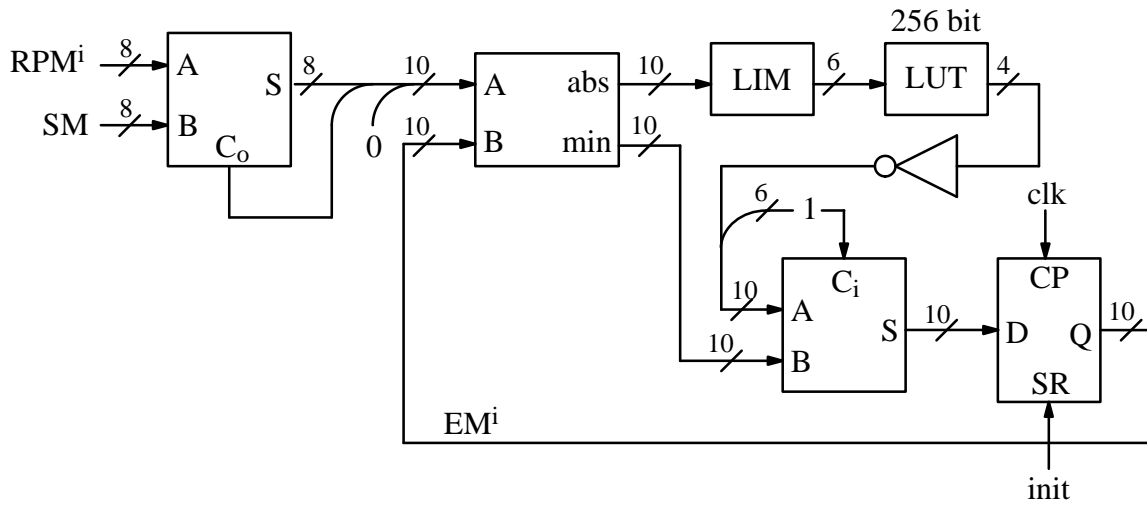 256 bit
RPMⁱ 8 A S 8 10 A abs 10 LIM 6 LUT 4
SM 8 B Cₒ 0 10 B min 10
6 1 clk
10 A Cᵢ S 10 D CP Q 10
10 B SR
EMⁱ
init